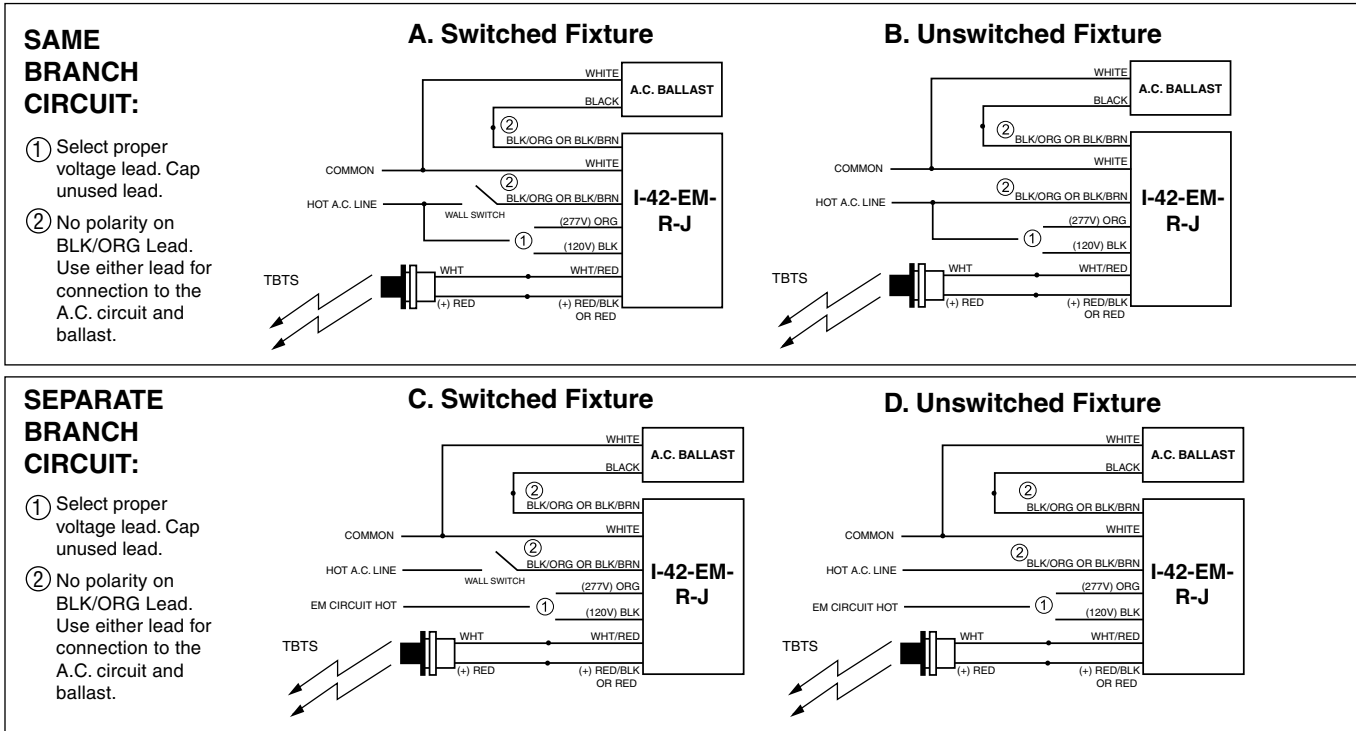 SAME
BRANCH
CIRCUIT:
① Select proper
voltage lead. Cap
unused lead.
② No polarity on
BLK/ORG Lead.
Use either lead for
connection to the
A.C. circuit and
ballast.
A. Switched Fixture
WHITE
A.C. BALLAST
BLACK
②
BLK/ORG OR BLK/BRN
WHITE
COMMON
②
BLK/ORG OR BLK/BRN
HOT A.C. LINE
WALL SWITCH
I-42-EM-
R-J
(277V) ORG
①
(120V) BLK
TBTS
WHT
WHT/RED
(+) RED
(+) RED/BLK
OR RED
B. Unswitched Fixture
WHITE
A.C. BALLAST
BLACK
②
BLK/ORG OR BLK/BRN
WHITE
COMMON
②
BLK/ORG OR BLK/BRN
HOT A.C. LINE
I-42-EM-
R-J
(277V) ORG
①
(120V) BLK
TBTS
WHT
WHT/RED
(+) RED
(+) RED/BLK
OR RED
SEPARATE
BRANCH
CIRCUIT:
① Select proper
voltage lead. Cap
unused lead.
② No polarity on
BLK/ORG Lead.
Use either lead for
connection to the
A.C. circuit and
ballast.
C. Switched Fixture
WHITE
A.C. BALLAST
BLACK
②
BLK/ORG OR BLK/BRN
WHITE
COMMON
②
BLK/ORG OR BLK/BRN
HOT A.C. LINE
WALL SWITCH
I-42-EM-
R-J
(277V) ORG
EM CIRCUIT HOT
①
(120V) BLK
TBTS
WHT
WHT/RED
(+) RED
(+) RED/BLK
OR RED
D. Unswitched Fixture
WHITE
A.C. BALLAST
BLACK
②
BLK/ORG OR BLK/BRN
WHITE
COMMON
②
BLK/ORG OR BLK/BRN
HOT A.C. LINE
I-42-EM-
R-J
(277V) ORG
EM CIRCUIT HOT
①
(120V) BLK
TBTS
WHT
WHT/RED
(+) RED
(+) RED/BLK
OR RED